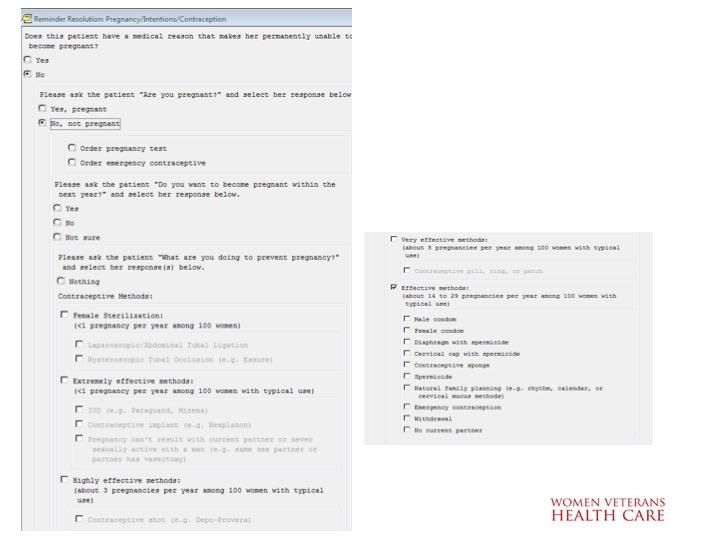 Reminder Resolution: Pregnancy/Intentions/Contraception
Does this patient have a medical reason that makes her permanently unable to
become pregnant?
Yes
No
Please ask the patient "Are you pregnant?" and select her response below
Yes, pregnant
No, not pregnant
Order pregnancy test
Order emergency contraceptive
Please ask the patient "Do you want to become pregnant within the
next year?" and select her response below.
Yes
No
Not sure
Please ask the patient "What are you doing to prevent pregnancy?"
and select her response(s) below.
Nothing
Contraceptive Methods:
Female Sterilization:
(<1 pregnancy per year among 100 women)
Laparoscopic/Abdominal Tubal Ligation
Hysteroscopic Tubal Occlusion (e.g. Essure)
Extremely effective methods:
(<1 pregnancy per year among 100 women with typical use)
IUD (e.g. Paraguard, Mirena)
Contraceptive implant (e.g. Nexplanon)
Pregnancy can't result with current partner or never
sexually active with a man (e.g. same sex partner or
partner has vasectomy)
Highly effective methods:
(about 3 pregnancies per year among 100 women with typical
use)
Contraceptive shot (e.g. Depo-Provera)
Very effective methods:
(about 8 pregnancies per year among 100 women with typical
use)
Contraceptive pill, ring, or patch
Effective methods:
(about 14 to 29 pregnancies per year among 100 women with
typical use)
Male condom
Female condom
Diaphragm with spermicide
Cervical cap with spermicide
Contraceptive sponge
Spermicide
Natural family planning (e.g. rhythm, calendar, or
cervical mucus methods)
Emergency contraception
Withdrawal
No current partner
WOMEN VETERANS
HEALTH CARE